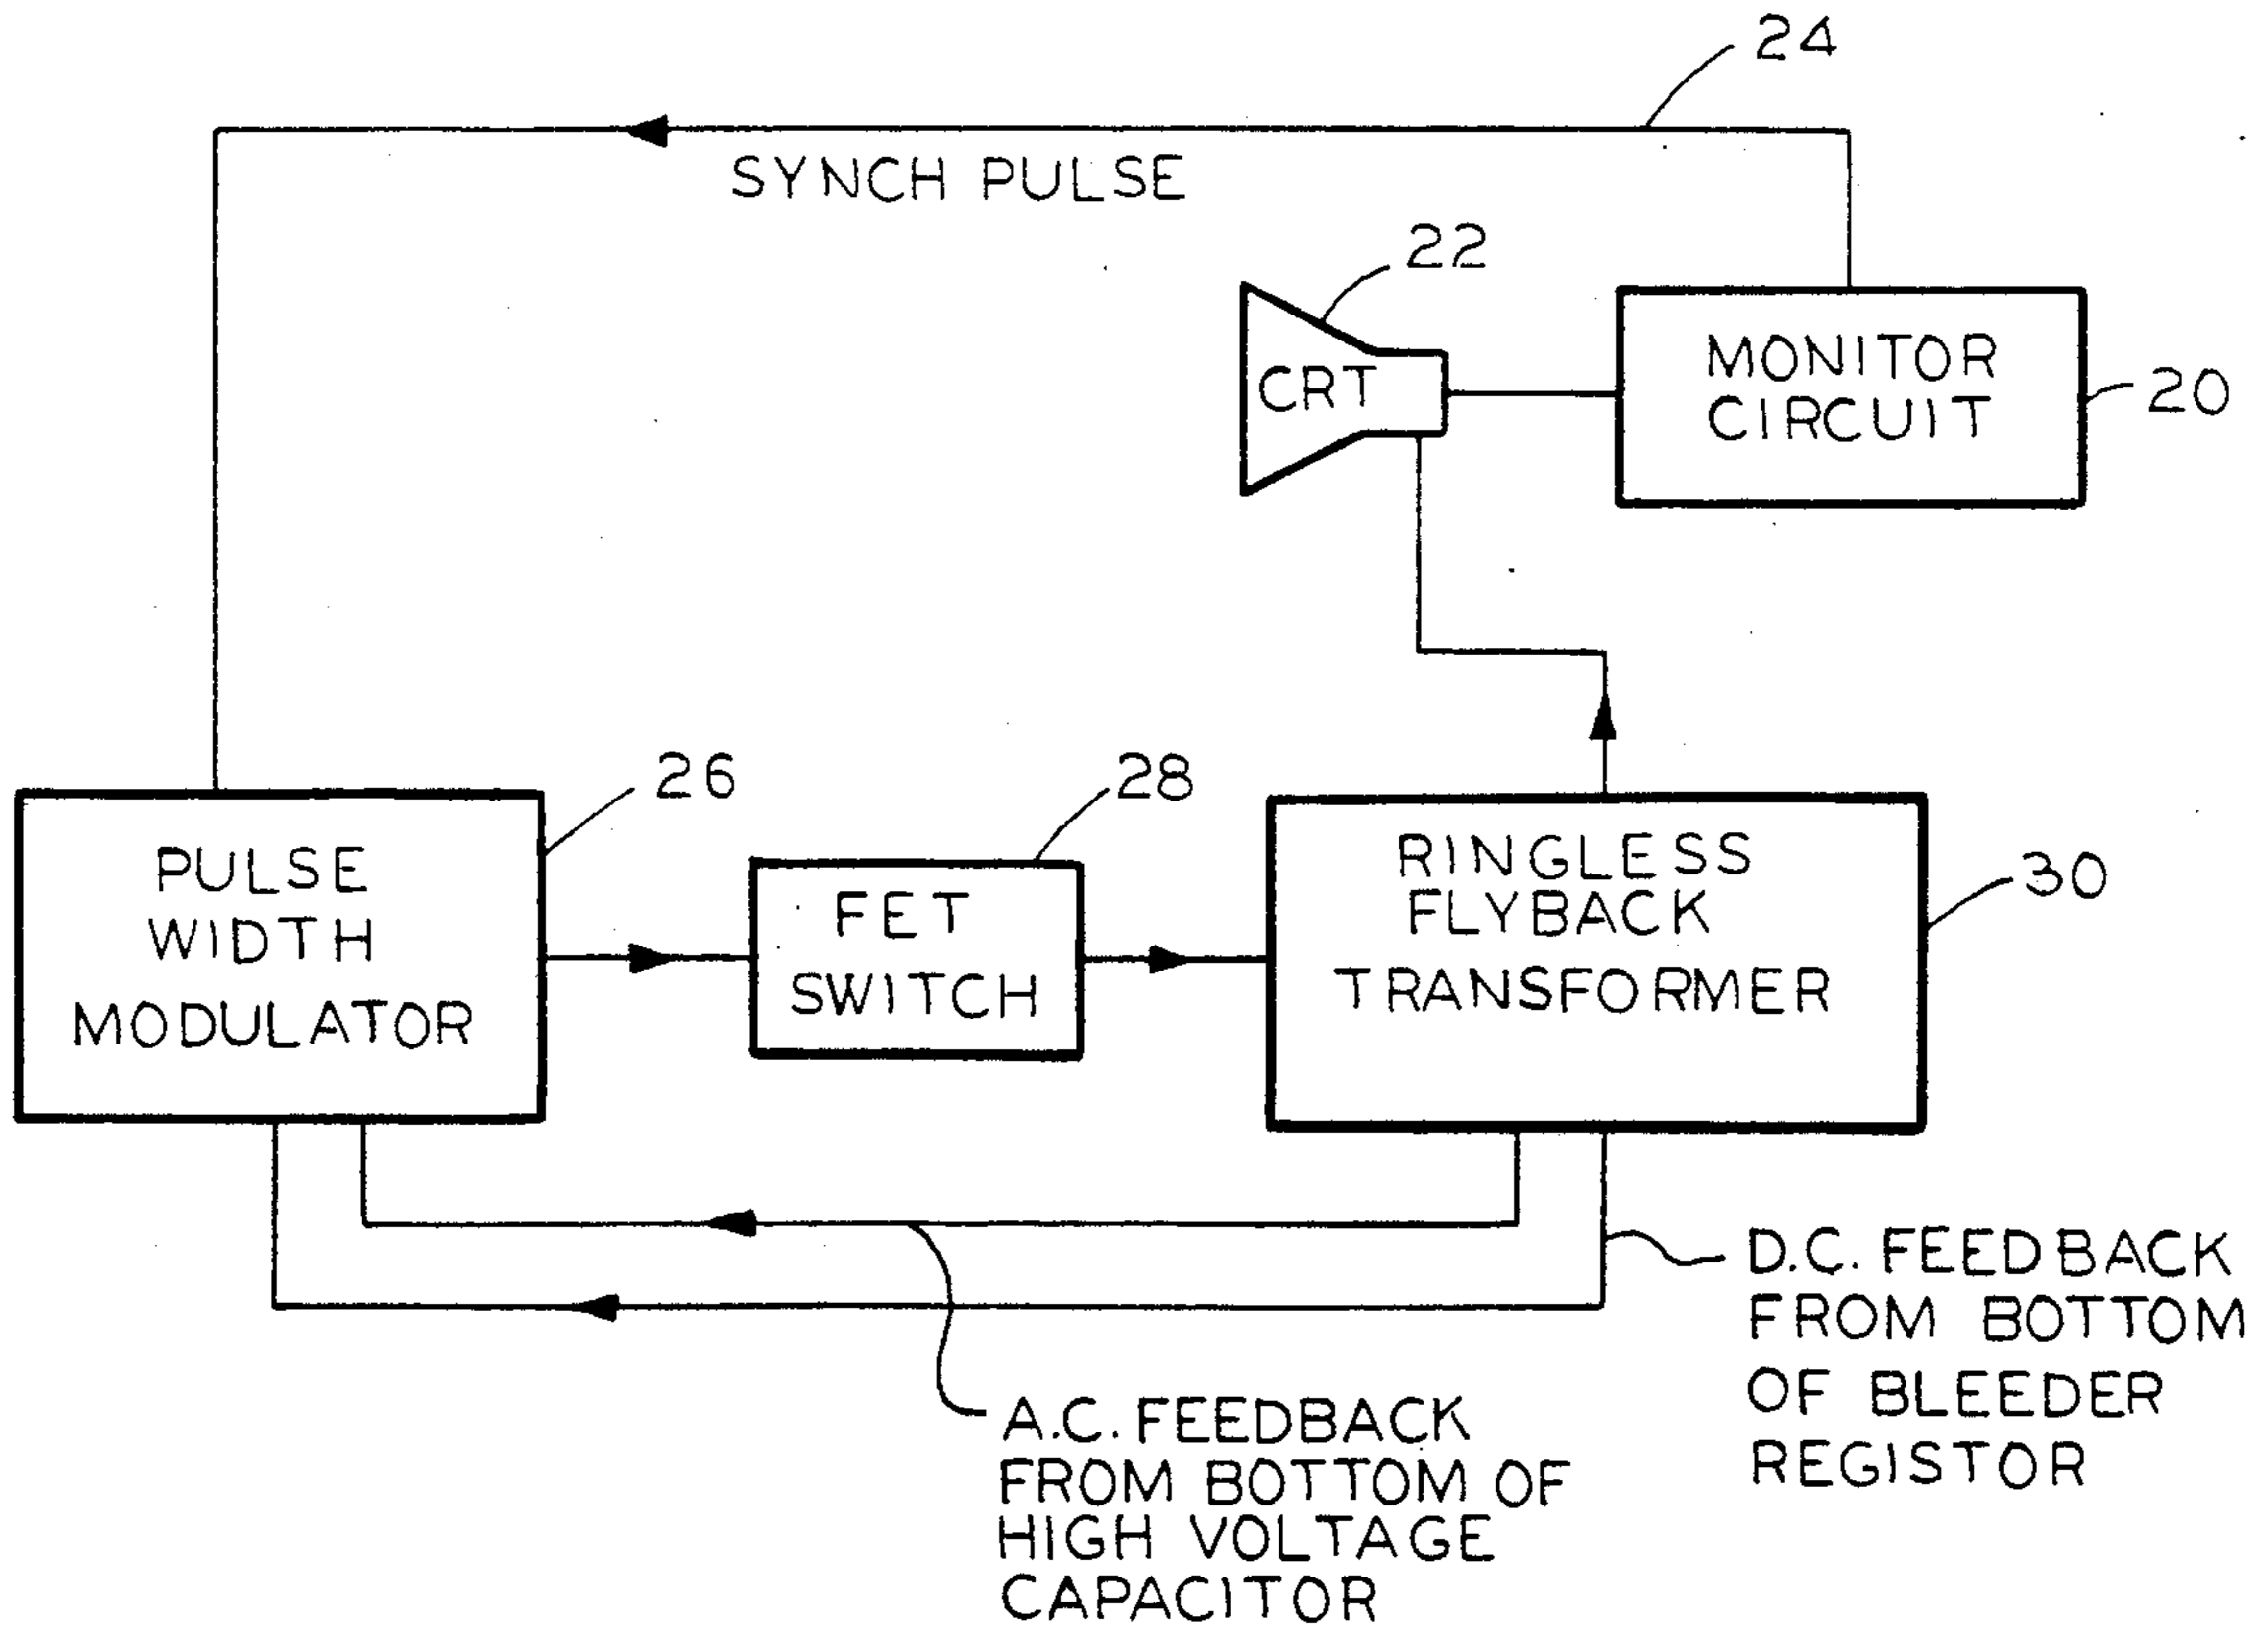 24
SYNCH PULSE
22
CRT
MONITOR
CIRCUIT
20
26
28
PULSE
WIDTH
MODULATOR
FET
SWITCH
RINGLESS
FLYBACK
TRANSFORMER
30
D.C. FEEDBACK
FROM BOTTOM
OF BLEEDER
REGISTOR
A.C. FEEDBACK
FROM BOTTOM OF
HIGH VOLTAGE
CAPACITOR